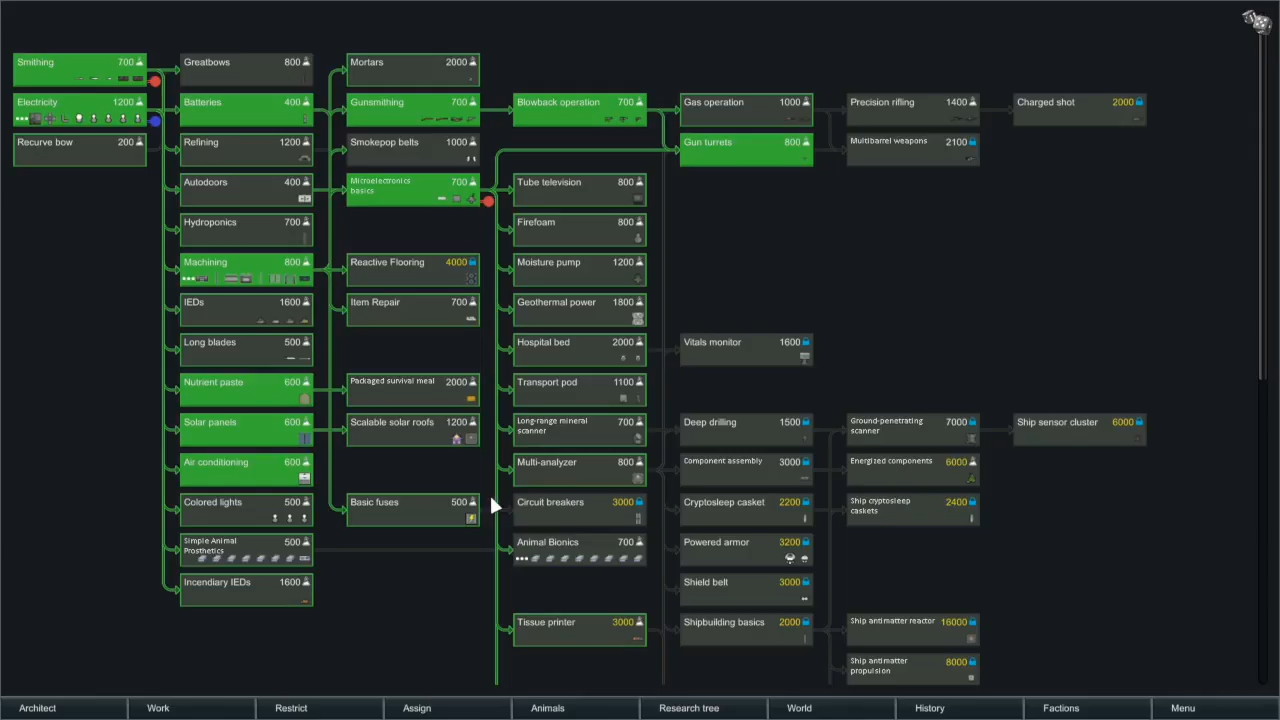 Smithing 700
Greatbows 800
Mortars 2000
Electricity 1200
Batteries 400
Gunsmithing 700
Blowback operation 700
Gas operation 1000
Precision rifling 1400
Charged shot 2000
Recurve bow 200
Refining 1200
Smokepop belts 1000
Gun turrets 800
Multibarrel weapons 2100
Autodoors 400
Microelectronics 700
basics
Tube television 800
Hydroponics 700
Firefoam 800
Machining 800
Reactive Flooring 4000
Moisture pump 1200
IEDs 1600
Item Repair 700
Geothermal power 1800
Long blades 500
Hospital bed 2000
Vitals monitor 1600
Nutrient paste 600
Packaged survival meal 2000
Transport pod 1100
Solar panels 600
Scalable solar roofs 1200
Long-range mineral 700
scanner
Deep drilling 1500
Ground-penetrating 7000
scanner
Ship sensor cluster 6000
Air conditioning 600
Multi-analyzer 800
Component assembly 3000
Energized components 6000
Colored lights 500
Basic fuses 500
Circuit breakers 3000
Cryptosleep casket 2200
Ship cryptosleep 2400
caskets
Simple Animal 500
Prosthetics
Animal Bionics 700
Powered armor 3200
Incendiary IEDs 1600
Shield belt 3000
Tissue printer 3000
Shipbuilding basics 2000
Ship antimatter reactor 16000
Ship antimatter 8000
propulsion
Architect
Work
Restrict
Assign
Animals
Research tree
World
History
Factions
Menu